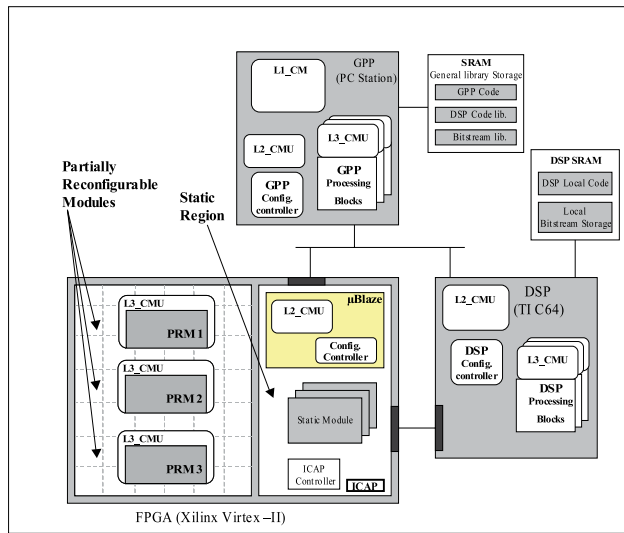 GPP
(PC Station)
L1_CM
L2_CMU
L3_CMU
GPP
Config.
controller
GPP
Processing
Blocks
SRAM
General library Storage
GPP Code
DSP Code lib.
Bitstream lib.
DSP SRAM
DSP Local Code
Local
Bitstream Storage
Partially
Reconfigurable
Modules
Static
Region
L3_CMU
PRM 1
L3_CMU
PRM 2
L3_CMU
PRM 3
µBlaze
L2_CMU
Config.
Controller
Static Module
ICAP
Controller
ICAP
L2_CMU
DSP
(TI C64)
DSP
Config.
controller
L3_CMU
DSP
Processing
Blocks
FPGA (Xilinx Virtex –II)